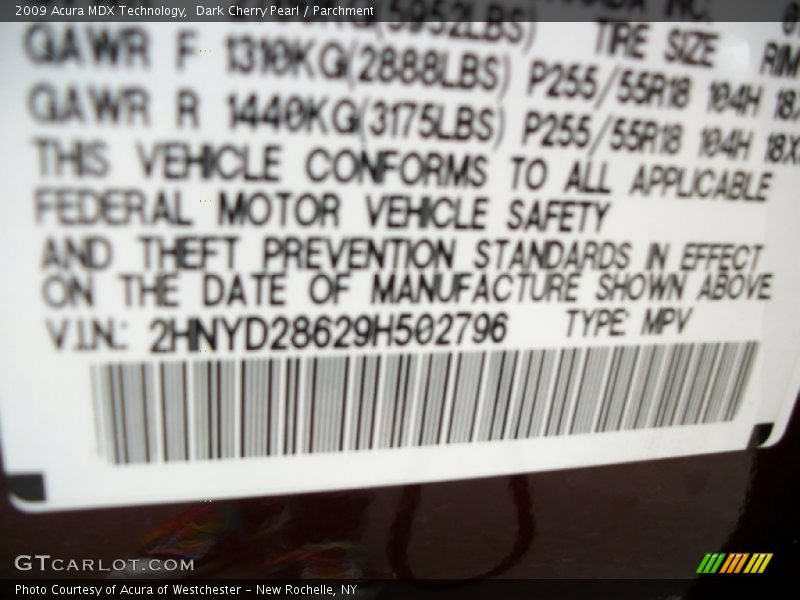 2009 Acura MDX Technology,  Dark Cherry Pearl / Parchment
(5952LBS) TIRE SIZE RIM
GAWR F 1310KG(2888LBS) P255/55R18 104H 18X
GAWR R 1440KG(3175LBS) P255/55R18 104H 18X
THIS VEHICLE CONFORMS TO ALL APPLICABLE
FEDERAL MOTOR VEHICLE SAFETY
AND THEFT PREVENTION STANDARDS IN EFFECT
ON THE DATE OF MANUFACTURE SHOWN ABOVE
V.I.N.: 2HNYD28629H502796 TYPE: MPV
GTCARLOT.COM
Photo Courtesy of Acura of Westchester - New Rochelle, NY